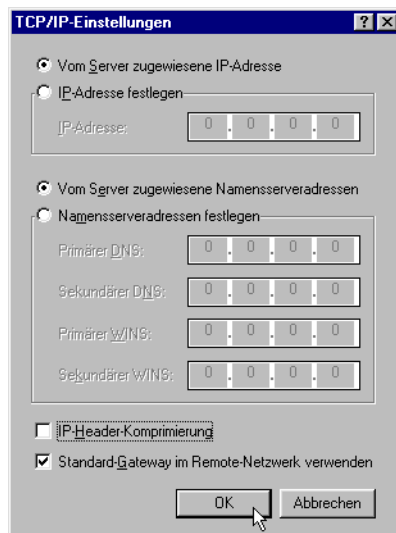 TCP/IP-Einstellungen
Vom Server zugewiesene IP-Adresse
IP-Adresse festlegen
IP-Adresse: 0 . 0 . 0 . 0
Vom Server zugewiesene Namensserveradressen
Namensserveradressen festlegen
Primärer DNS: 0 . 0 . 0 . 0
Sekundärer DNS: 0 . 0 . 0 . 0
Primärer WINS: 0 . 0 . 0 . 0
Sekundärer WINS: 0 . 0 . 0 . 0
IP-Header-Komprimierung
Standard-Gateway im Remote-Netzwerk verwenden
OK Abbrechen